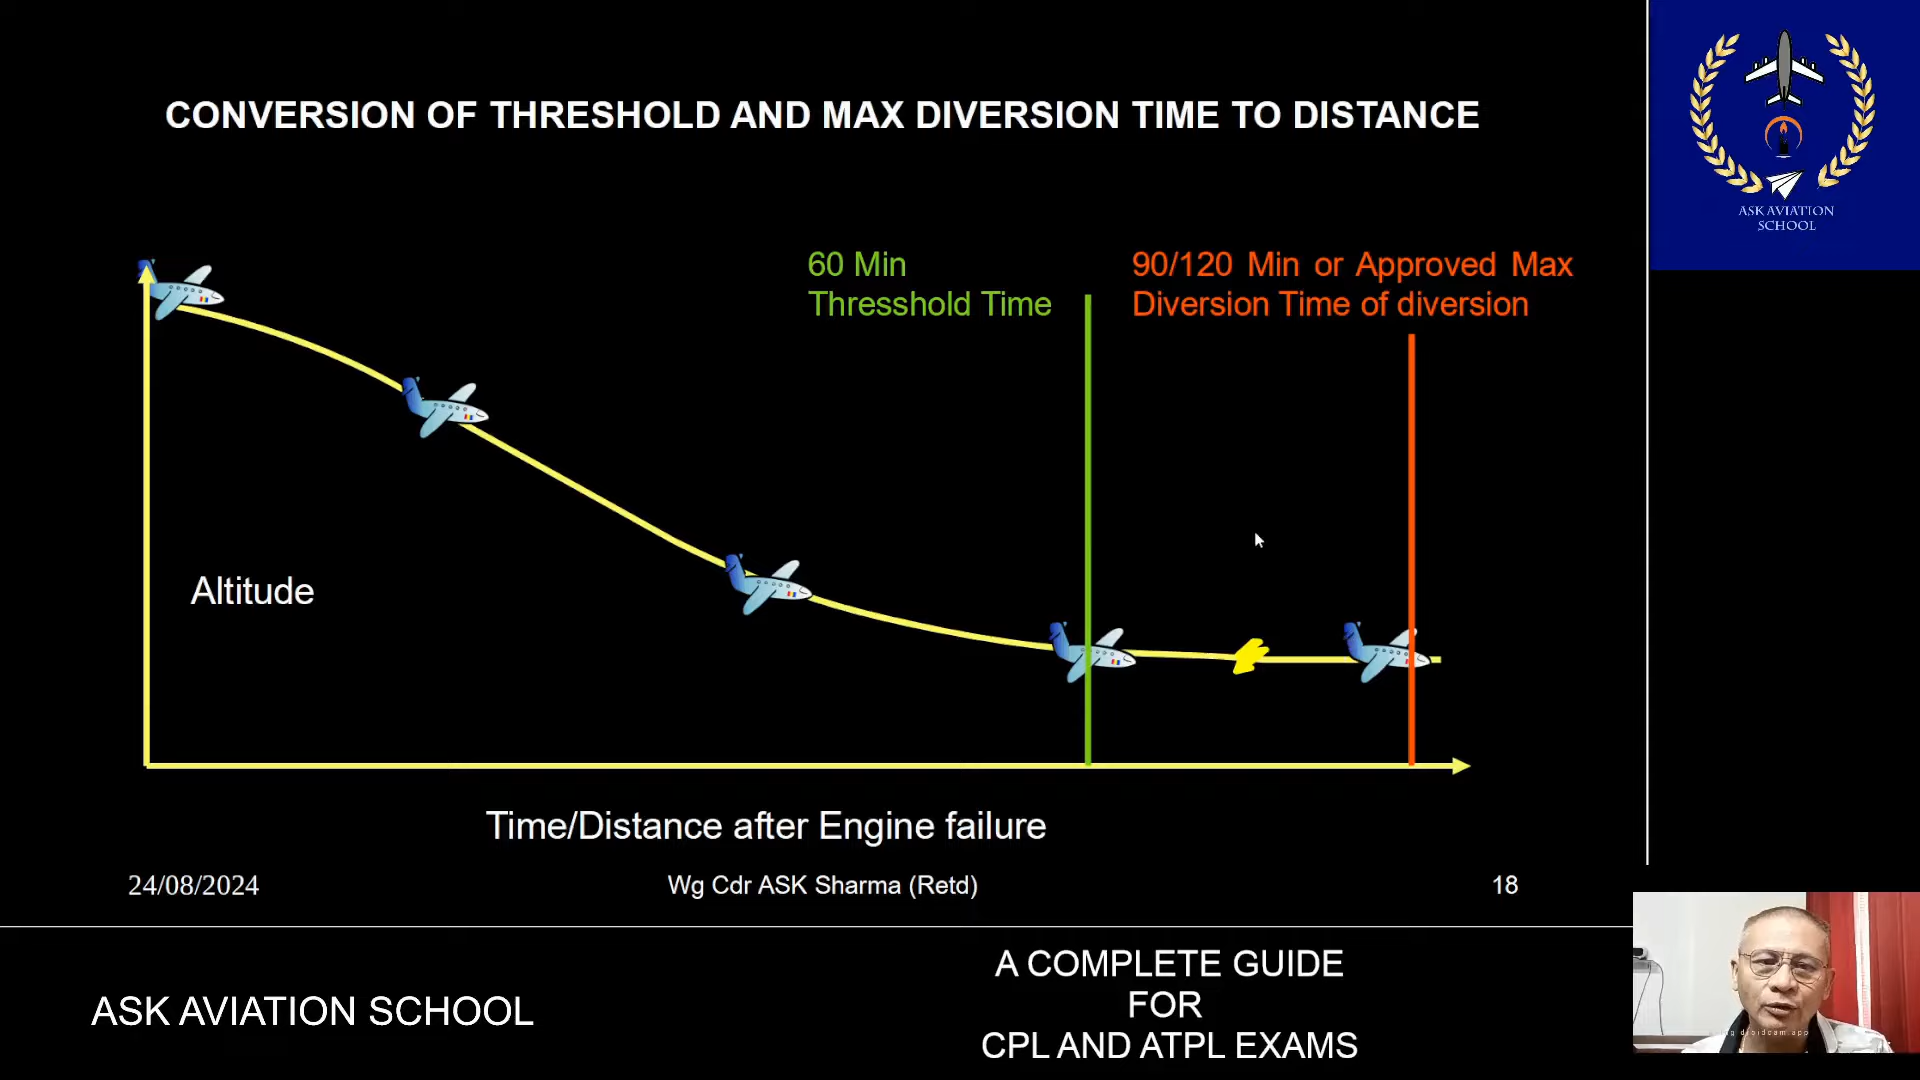 CONVERSION OF THRESHOLD AND MAX DIVERSION TIME TO DISTANCE
ASK AVIATION
SCHOOL
60 Min
Thresshold Time
90/120 Min or Approved Max
Diversion Time of diversion
Altitude
Time/Distance after Engine failure
24/08/2024
Wg Cdr ASK Sharma (Retd)
18
ASK AVIATION SCHOOL
A COMPLETE GUIDE
FOR
CPL AND ATPL EXAMS